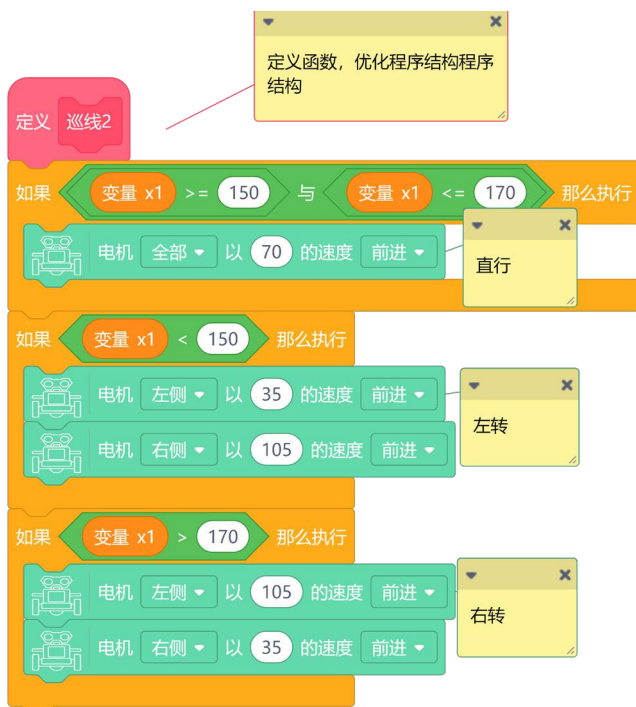 定义函数，优化程序结构程序
结构
定义 巡线2
如果 变量 x1 >= 150 与 变量 x1 <= 170 那么执行
电机 全部 以 70 的速度 前进
直行
如果 变量 x1 < 150 那么执行
电机 左侧 以 35 的速度 前进
左转
电机 右侧 以 105 的速度 前进
如果 变量 x1 > 170 那么执行
电机 左侧 以 105 的速度 前进
右转
电机 右侧 以 35 的速度 前进